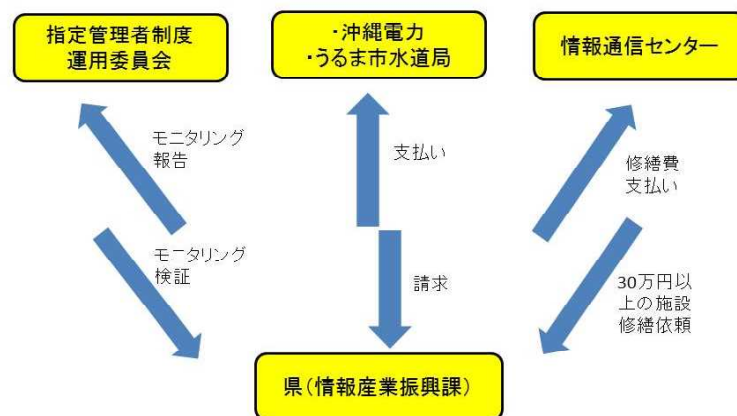 指定管理者制度
運用委員会
・沖縄電力
・うるま市水道局
情報通信センター
モニタリング
報告
支払い
修繕費
支払い
モニタリング
検証
請求
30万円以
上の施設
修繕依頼
県(情報産業振興課)